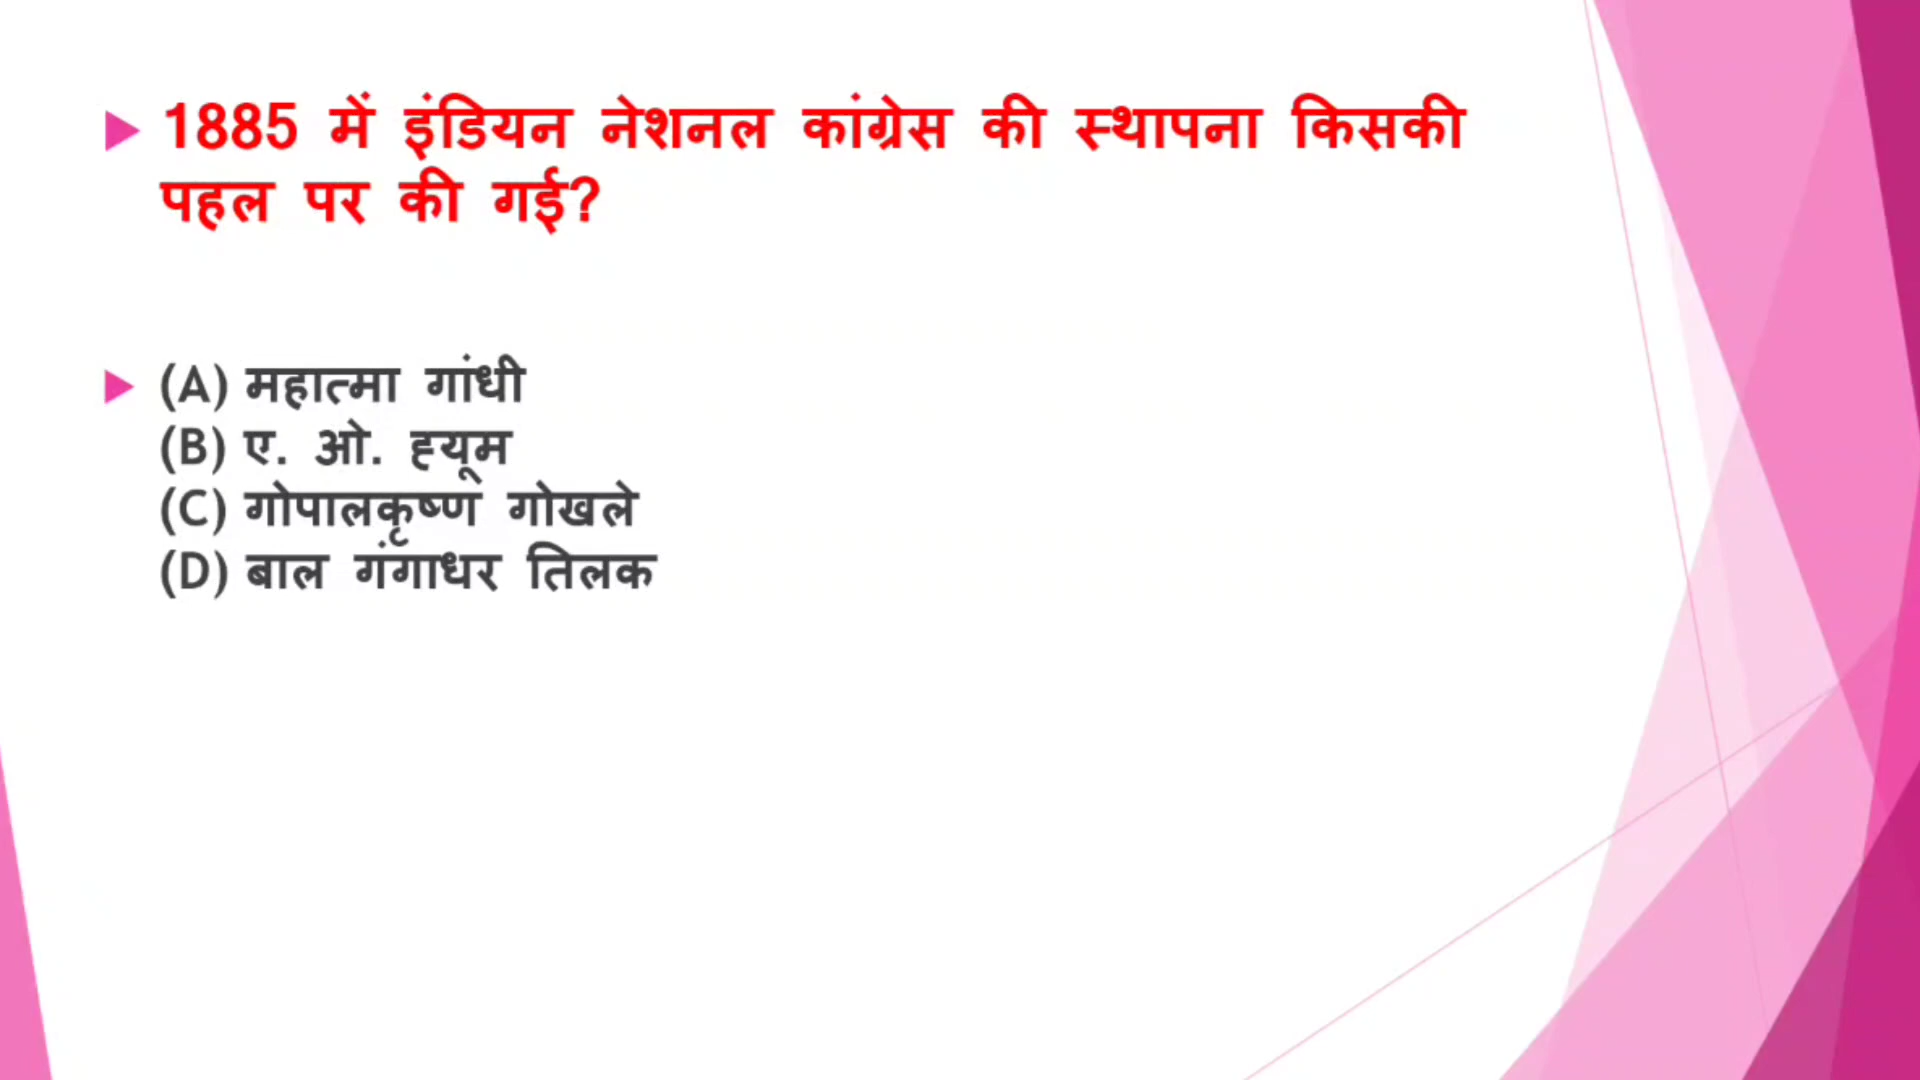 1885 में इंडियन नेशनल कांग्रेस की स्थापना किसकी
पहल पर की गई?
(A) महात्मा गांधी
(B) ए. ओ. ह्यूम
(C) गोपालकृष्ण गोखले
(D) बाल गंगाधर तिलक